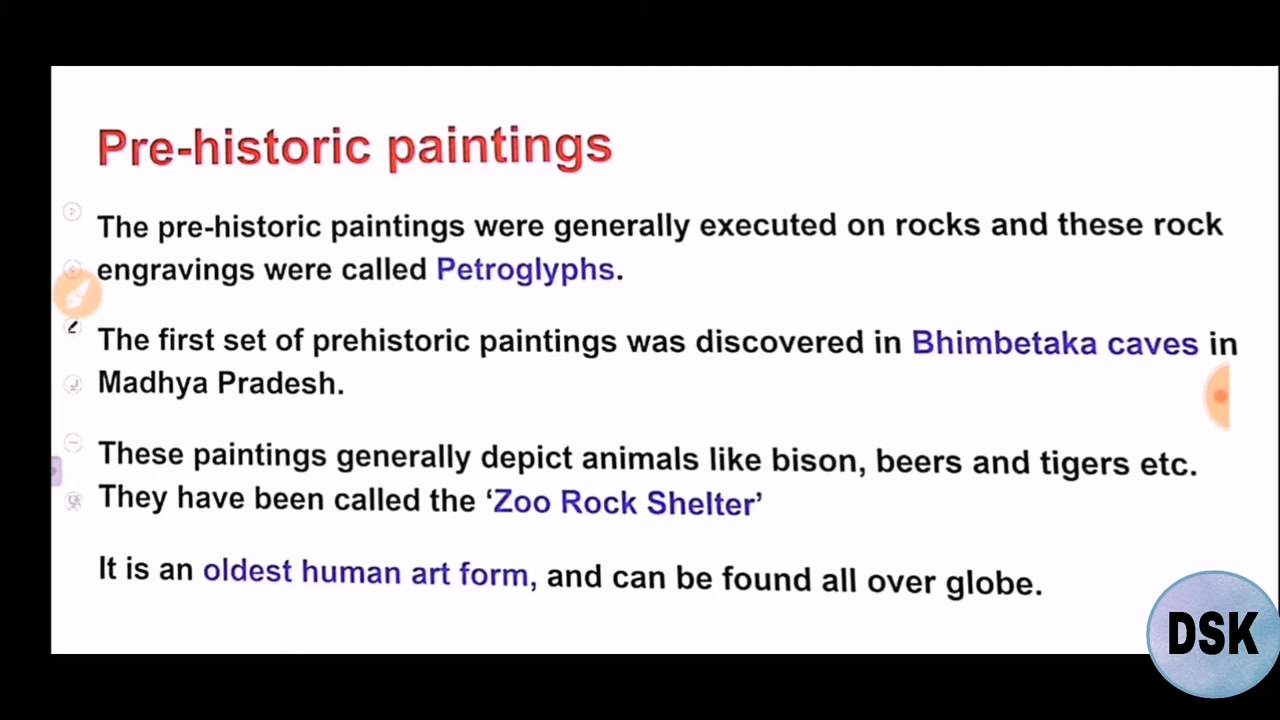 Pre-historic paintings
The pre-historic paintings were generally executed on rocks and these rock
engravings were called Petroglyphs.
The first set of prehistoric paintings was discovered in Bhimbetaka caves in
Madhya Pradesh.
These paintings generally depict animals like bison, beers and tigers etc.
They have been called the ‘Zoo Rock Shelter’
It is an oldest human art form, and can be found all over globe.
DSK